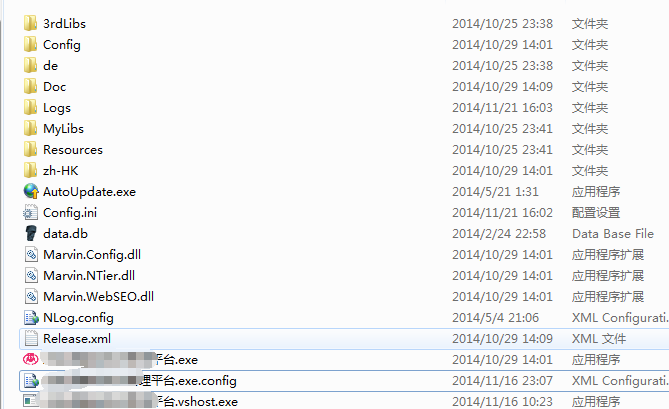 3rdLibs 2014/10/25 23:38 文件夹
Config 2014/10/29 14:01 文件夹
de 2014/10/25 23:38 文件夹
Doc 2014/10/29 14:09 文件夹
Logs 2014/11/21 16:03 文件夹
MyLibs 2014/10/25 23:41 文件夹
Resources 2014/10/25 23:41 文件夹
zh-HK 2014/10/29 14:01 文件夹
AutoUpdate.exe 2014/5/21 1:31 应用程序
Config.ini 2014/11/21 16:02 配置设置
data.db 2014/2/24 22:58 Data Base File
Marvin.Config.dll 2014/10/29 14:01 应用程序扩展
Marvin.NTier.dll 2014/10/29 14:01 应用程序扩展
Marvin.WebSEO.dll 2014/10/29 14:01 应用程序扩展
NLog.config 2014/5/4 21:06 XML Configurati...
Release.xml 2014/10/29 14:09 XML 文件
平台.exe 2014/10/29 14:01 应用程序
理平台.exe.config 2014/11/16 23:07 XML Configurati...
平台.vshost.exe 2014/11/16 10:23 应用程序